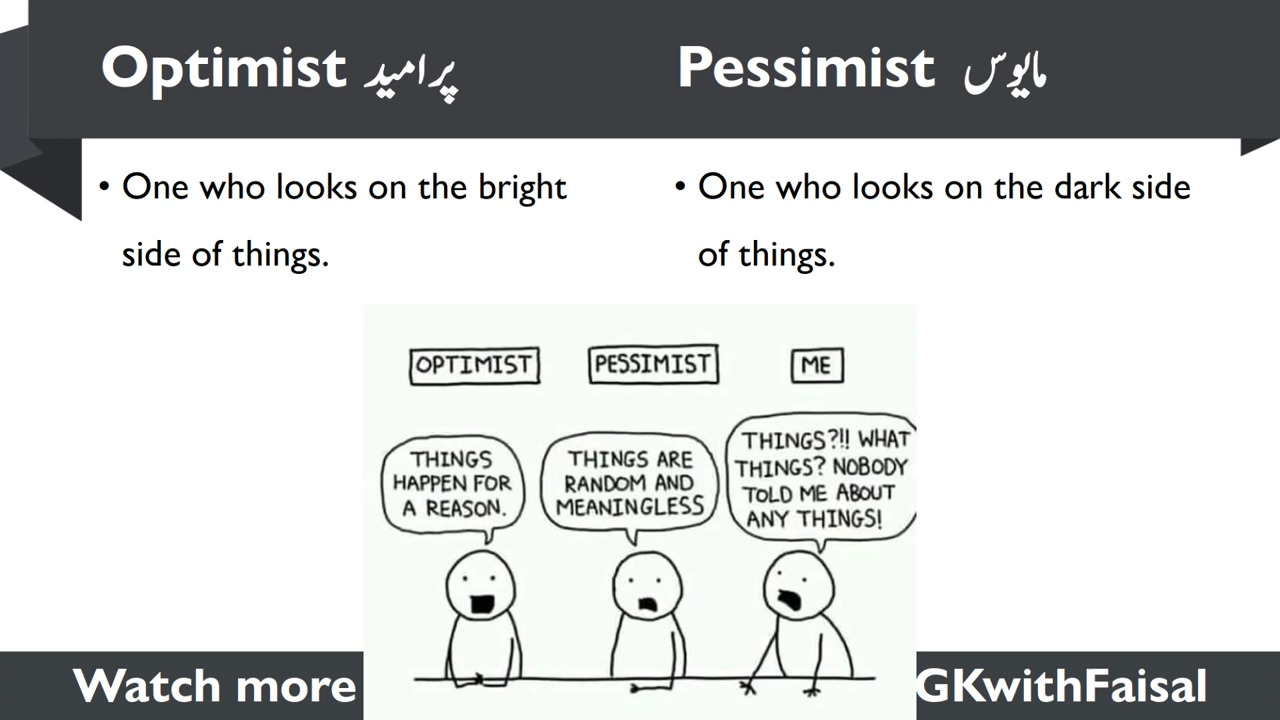 Optimist پرامید
Pessimist مایوس
• One who looks on the bright
side of things.
• One who looks on the dark side
of things.
OPTIMIST
THINGS
HAPPEN FOR
A REASON.
PESSIMIST
THINGS ARE
RANDOM AND
MEANINGLESS
ME
THINGS?!! WHAT
THINGS? NOBODY
TOLD ME ABOUT
ANY THINGS!
Watch more
GKwithFaisal